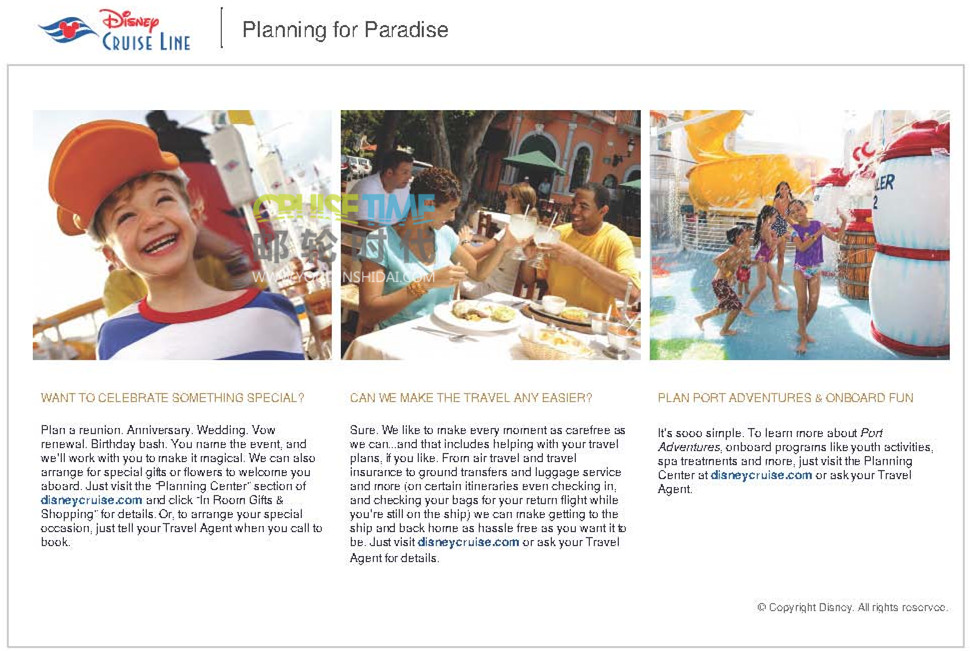 Disney
CRUISE LINE
Planning for Paradise
CRUISETIME
邮轮时代
LER
2
WANT TO CELEBRATE SOMETHING SPECIAL?
Plan a reunion. Anniversary. Wedding. Vow
renewal. Birthday bash. You name the event, and
we'll work with you to make it magical. We can also
arrange for special gifts or flowers to welcome you
aboard. Just visit the "Planning Center" section of
disneycruise.com and click "In Room Gifts &
Shopping" for details. Or, to arrange your special
occasion, just tell your Travel Agent when you call to
book.
CAN WE MAKE THE TRAVEL ANY EASIER?
Sure. We like to make every moment as carefree as
we can...and that includes helping with your travel
plans, if you like. From air travel and travel
insurance to ground transfers and luggage service
and more (on certain itineraries even checking in,
and checking your bags for your return flight while
you're still on the ship) we can make getting to the
ship and back home as hassle free as you want it to
be. Just visit disneycruise.com or ask your Travel
Agent for details.
PLAN PORT ADVENTURES & ONBOARD FUN
It's sooo simple. To learn more about Port
Adventures, onboard programs like youth activities,
spa treatments and more, just visit the Planning
Center at disneycruise.com or ask your Travel
Agent.
© Copyright Disney. All rights reserved.